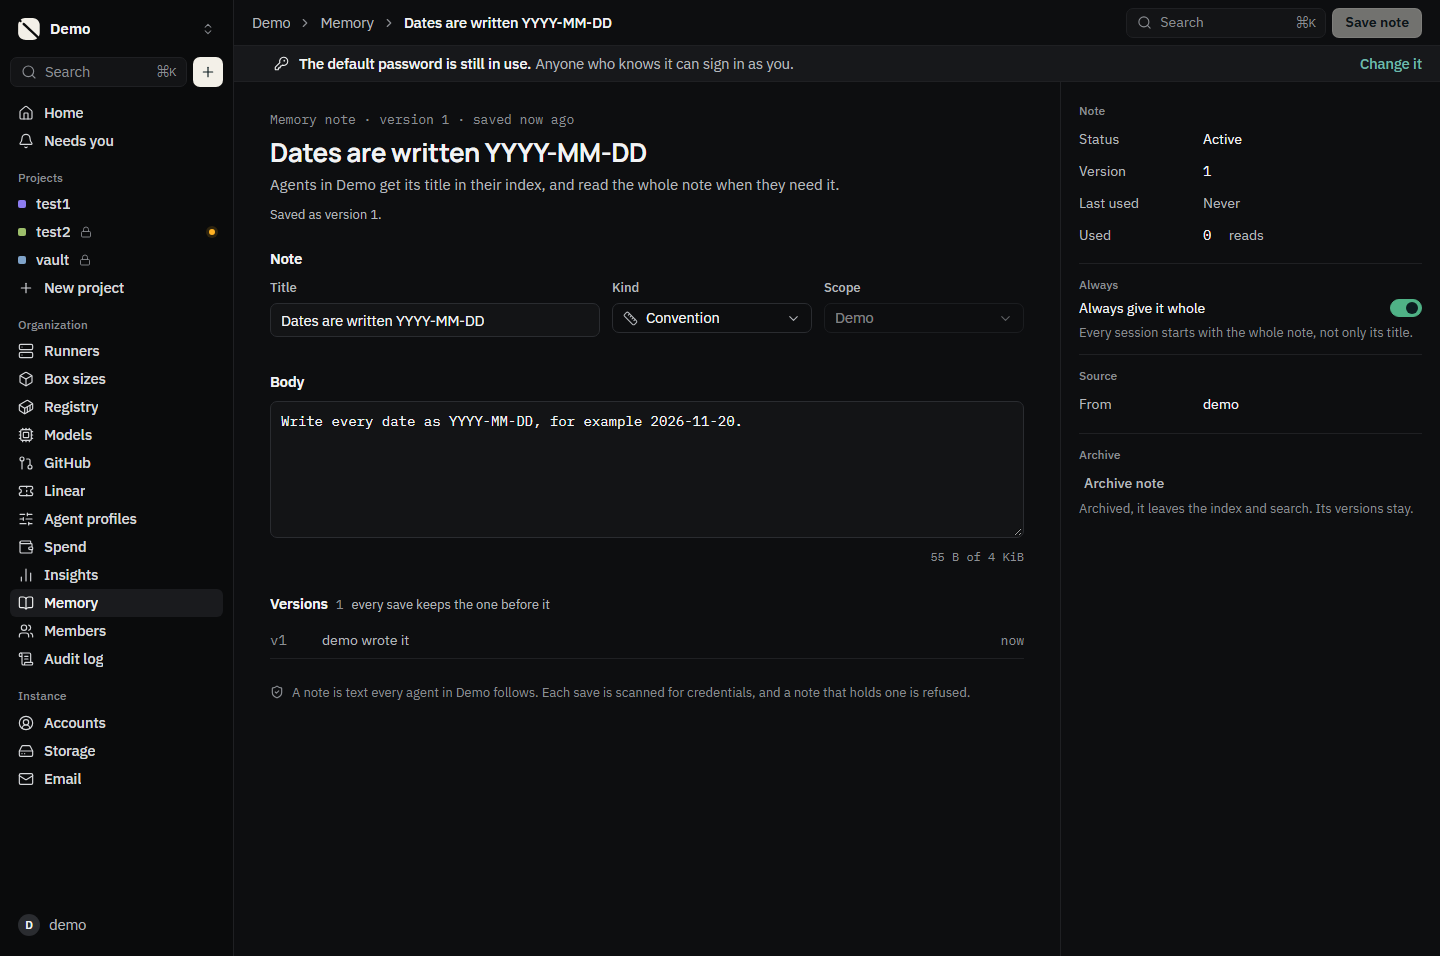 Demo
Search ⌘K
Home
Needs you
Projects
test1
test2
vault
New project
Organization
Runners
Box sizes
Registry
Models
GitHub
Linear
Agent profiles
Spend
Insights
Memory
Members
Audit log
Instance
Accounts
Storage
Email
D demo
Demo > Memory > Dates are written YYYY-MM-DD
Search ⌘K
Save note
The default password is still in use. Anyone who knows it can sign in as you.
Change it
Memory note · version 1 · saved now ago
Dates are written YYYY-MM-DD
Agents in Demo get its title in their index, and read the whole note when they need it.
Saved as version 1.
Note
Title Kind Scope
Dates are written YYYY-MM-DD Convention Demo
Body
Write every date as YYYY-MM-DD, for example 2026-11-20.
55 B of 4 KiB
Versions 1 every save keeps the one before it
v1 demo wrote it now
A note is text every agent in Demo follows. Each save is scanned for credentials, and a note that holds one is refused.
Note
Status Active
Version 1
Last used Never
Used 0 reads
Always
Always give it whole
Every session starts with the whole note, not only its title.
Source
From demo
Archive
Archive note
Archived, it leaves the index and search. Its versions stay.